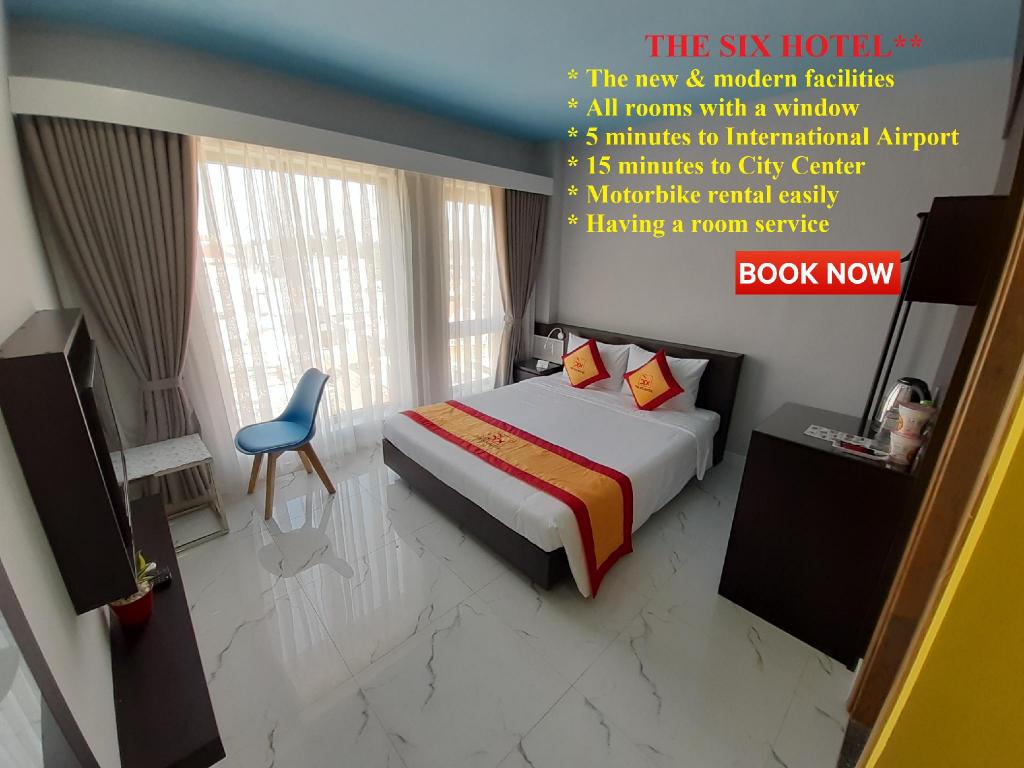 THE SIX HOTEL**
* The new & modern facilities
* All rooms with a window
* 5 minutes to International Airport
* 15 minutes to City Center
* Motorbike rental easily
* Having a room service
BOOK NOW